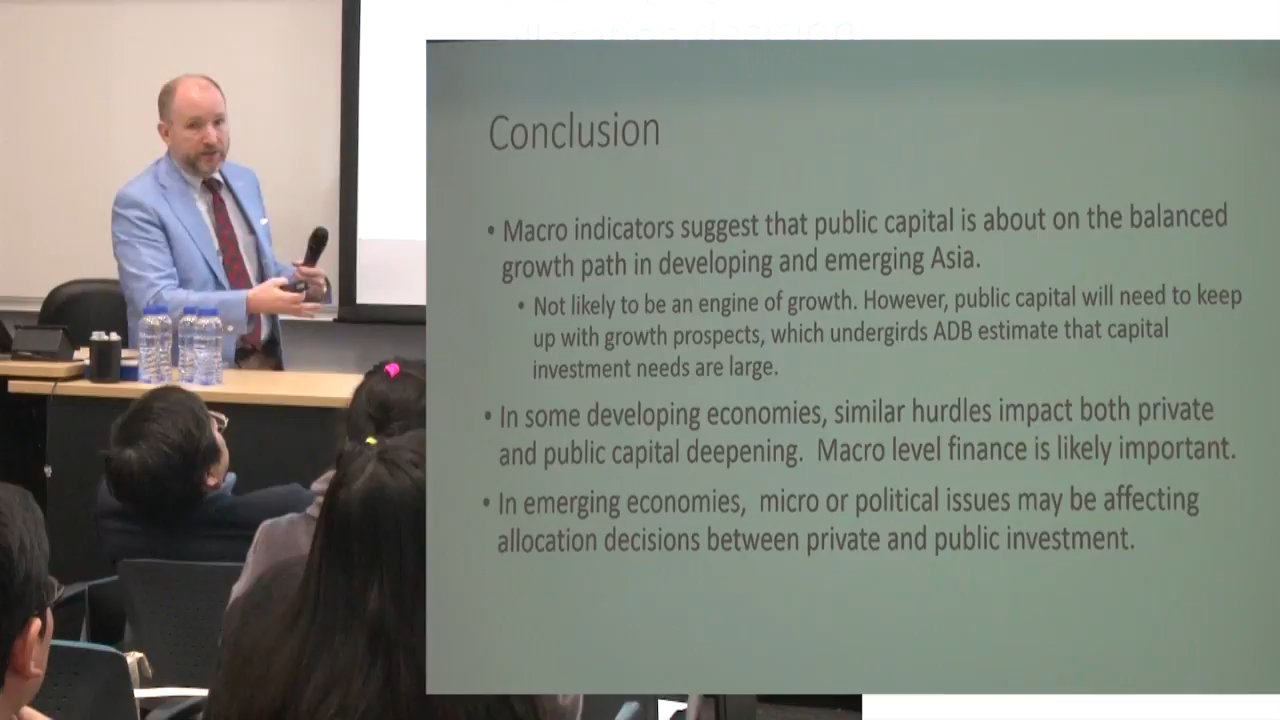 Conclusion
• Macro indicators suggest that public capital is about on the balanced
growth path in developing and emerging Asia.
• Not likely to be an engine of growth. However, public capital will need to keep
up with growth prospects, which undergirds ADB estimate that capital
investment needs are large.
• In some developing economies, similar hurdles impact both private
and public capital deepening.  Macro level finance is likely important.
• In emerging economies,  micro or political issues may be affecting
allocation decisions between private and public investment.